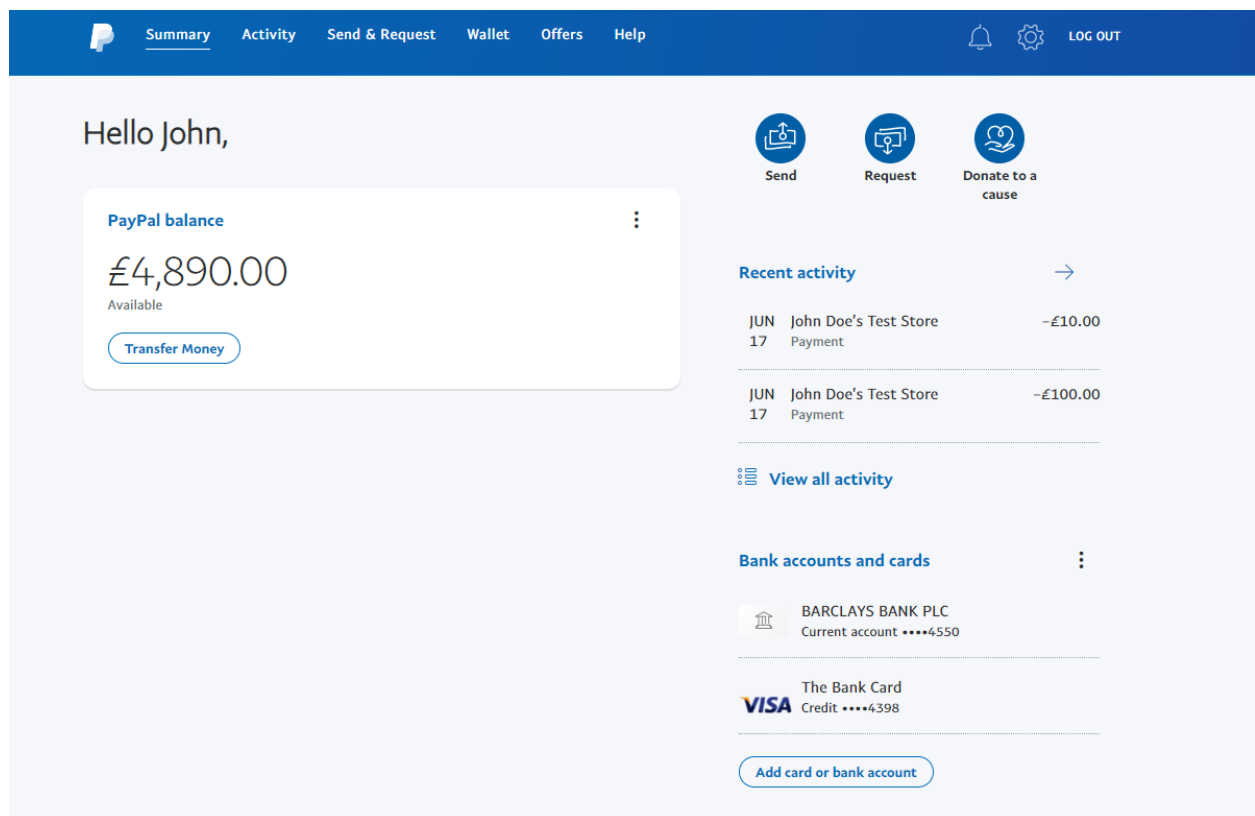 Summary Activity Send & Request Wallet Offers Help LOG OUT
Hello John,
PayPal balance
£4,890.00
Available
Transfer Money
Send Request Donate to a
cause
Recent activity
JUN John Doe's Test Store -£10.00
17 Payment
JUN John Doe's Test Store -£100.00
17 Payment
View all activity
Bank accounts and cards
BARCLAYS BANK PLC
Current account ••••4550
The Bank Card
VISA Credit ••••4398
Add card or bank account